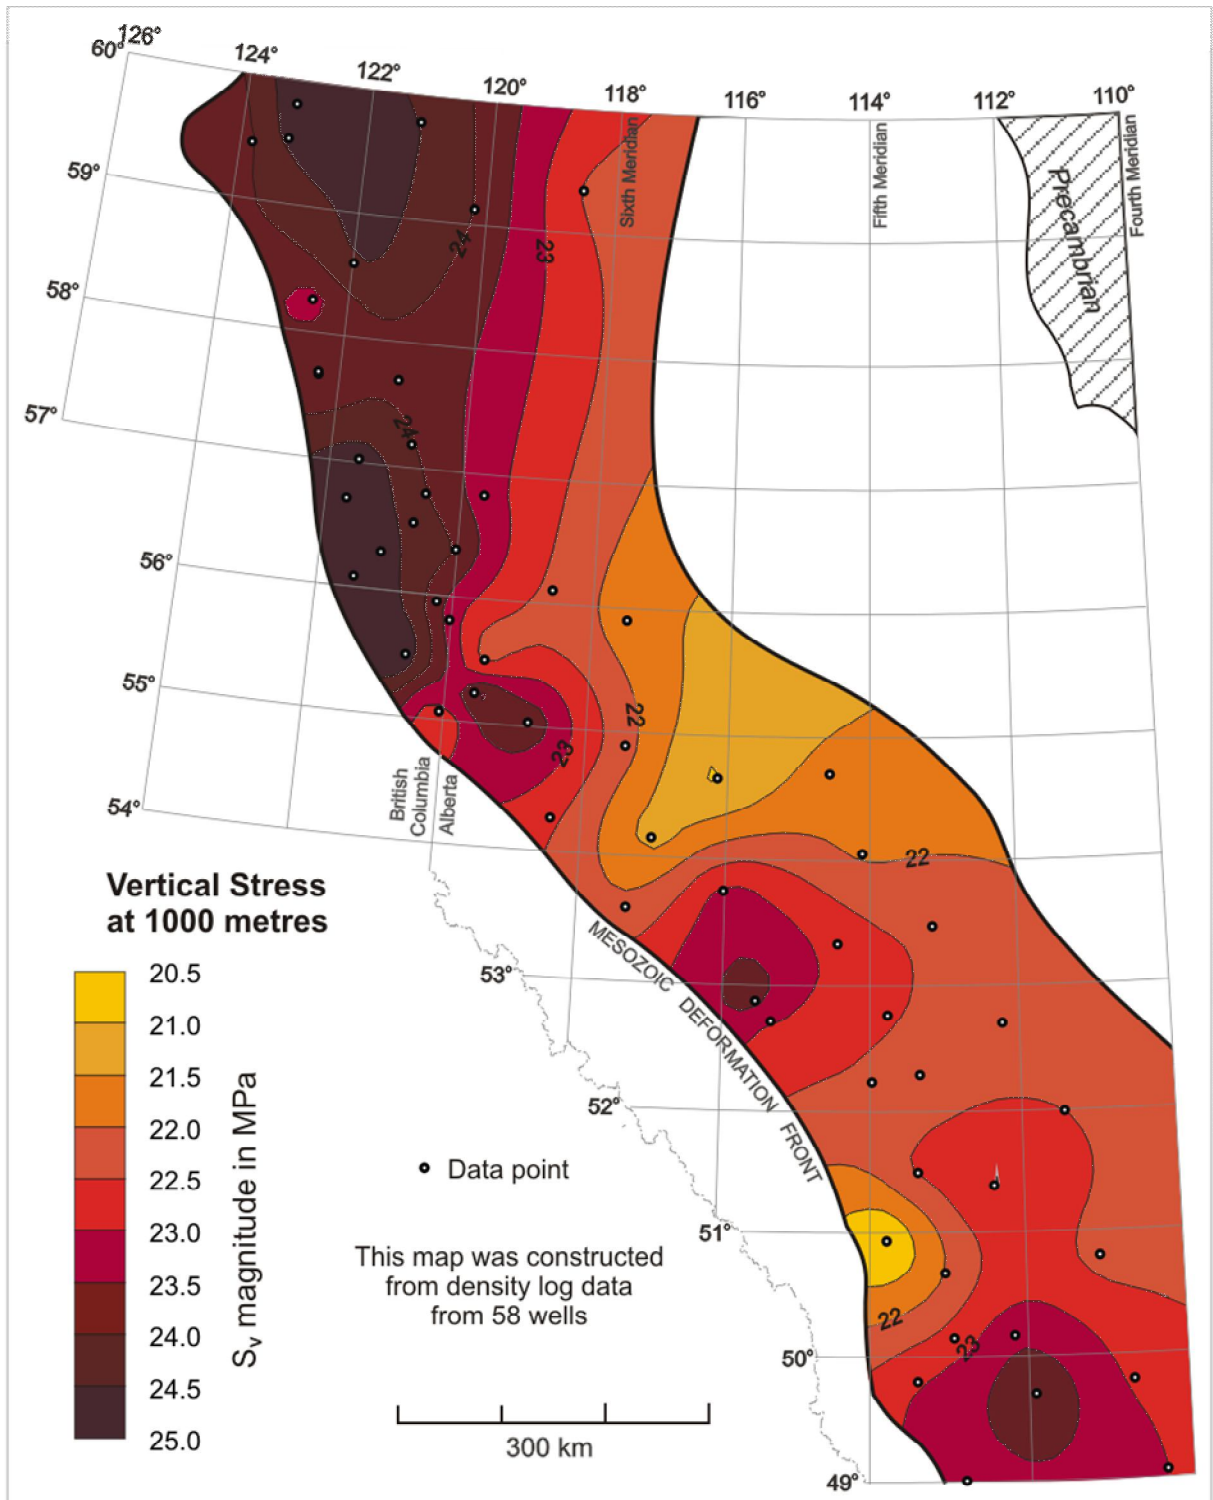 126°
60°
124°
122°
120°
118°
116°
114°
112°
110°
59°
58°
57°
56°
55°
54°
53°
52°
51°
50°
49°
Sixth Meridian
Fifth Meridian
Fourth Meridian
Precambrian
24
23
24
22
23
22
22
23
British
Columbia
Alberta
MESOZOIC DEFORMATION FRONT
Vertical Stress
at 1000 metres
20.5
21.0
21.5
22.0
22.5
23.0
23.5
24.0
24.5
25.0
Sv magnitude in MPa
Data point
This map was constructed
from density log data
from 58 wells
300 km